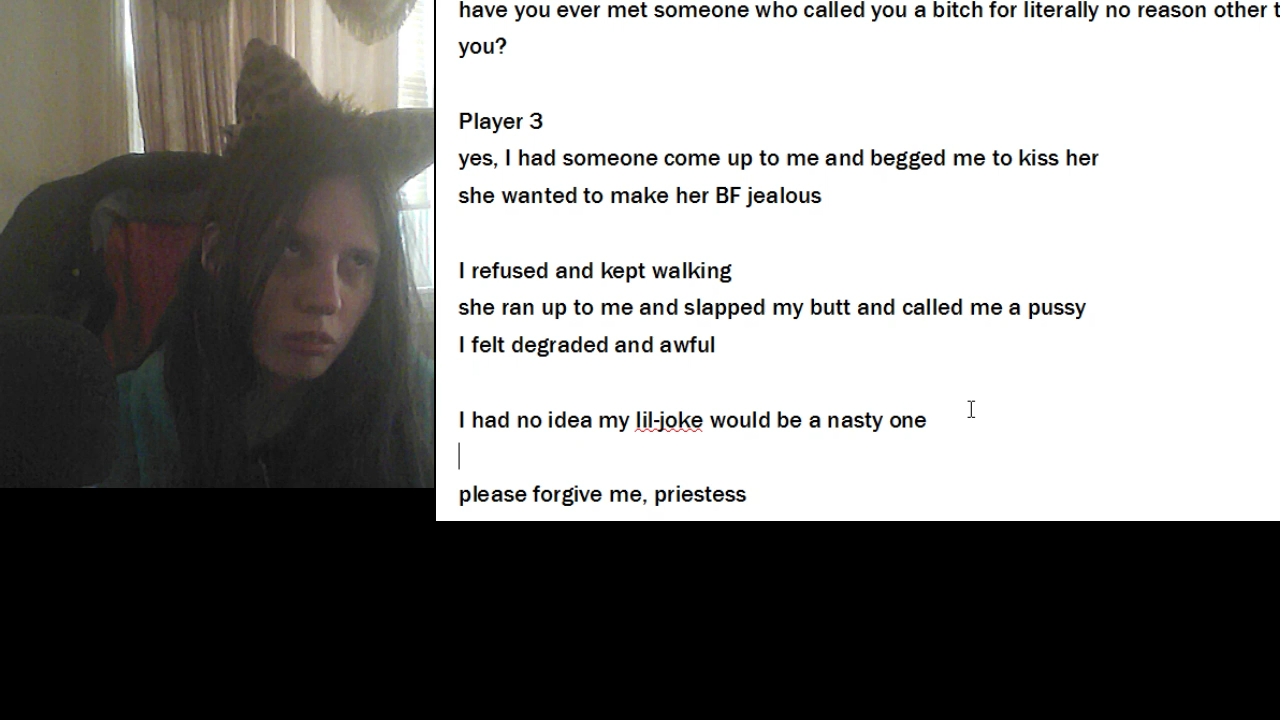 have you ever met someone who called you a bitch for literally no reason other
you?
Player 3
yes, I had someone come up to me and begged me to kiss her
she wanted to make her BF jealous
I refused and kept walking
she ran up to me and slapped my butt and called me a pussy
I felt degraded and awful
I had no idea my lil-joke would be a nasty one
please forgive me, priestess